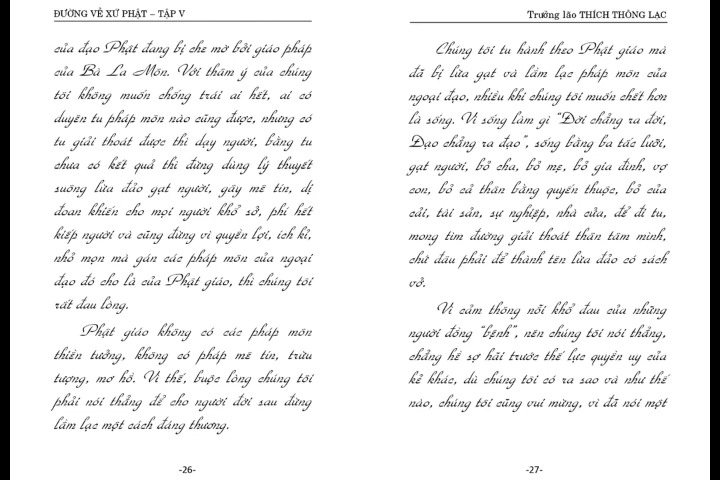 ĐƯỜNG VỀ XỨ PHẬT – TẬP V
của đạo Phật đang bị che mờ bởi giáo pháp
của Bà La Môn. Với thâm ý của chúng
tôi không muốn chống trái ai hết, ai có
duyên tu pháp môn nào cũng được, nhưng có
tu giải thoát được thì dạy người, bằng tu
chưa có kết quả thì đừng dùng lý thuyết
suông lừa đảo gạt người, gây mê tín, dị
đoan khiến cho mọi người khổ sở, phí hết
kiếp người và cũng đừng vì quyền lợi, ích kỉ,
nhỏ mọn mà gán các pháp môn của ngoại
đạo đó cho là của Phật giáo, thì chúng tôi
rất đau lòng.
Phật giáo không có các pháp môn
thiền tưởng, không có pháp mê tín, trừu
tượng, mơ hồ. Vì thế, buộc lòng chúng tôi
phải nói thẳng để cho người đời sau đừng
lầm lạc một cách đáng thương.
-26-
Trưởng lão THÍCH THÔNG LẠC
Chúng tôi tu hành theo Phật giáo mà
đã bị lừa gạt và lầm lạc pháp môn của
ngoại đạo, nhiều khi chúng tôi muốn chết hơn
là sống. Vì sống làm gì "Đời chẳng ra đời,
Đạo chẳng ra đạo", sống bằng ba tấc lưỡi,
gạt người, bỏ cha, bỏ mẹ, bỏ gia đình, vợ
con, bỏ cả thân bằng quyến thuộc, bỏ của
cải, tài sản, sự nghiệp, nhà cửa, để đi tu,
mong tìm đường giải thoát thân tâm mình,
chứ đâu phải để thành tên lừa đảo có sách
vở.
Vì cảm thông nỗi khổ đau của những
người đồng "bệnh", nên chúng tôi nói thẳng,
chẳng hề sợ hãi trước thế lực quyền uy của
kẻ khác, dù chúng tôi có ra sao và như thế
nào, chúng tôi cũng vui mừng, vì đã nói một
-27-